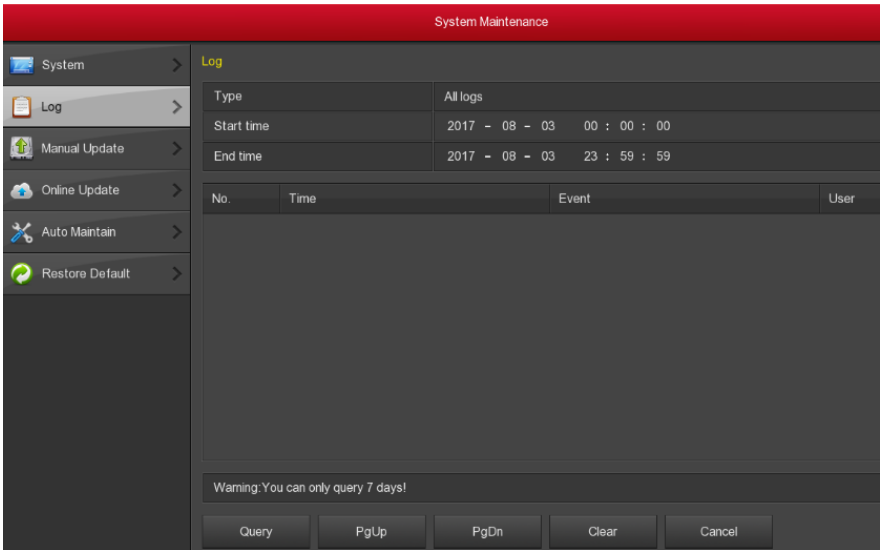 System Maintenance
System
Log
Manual Update
Online Update
Auto Maintain
Restore Default
Log
Type All logs
Start time 2017 - 08 - 03 00 : 00 : 00
End time 2017 - 08 - 03 23 : 59 : 59
No. Time Event User
Warning:You can only query 7 days!
Query PgUp PgDn Clear Cancel